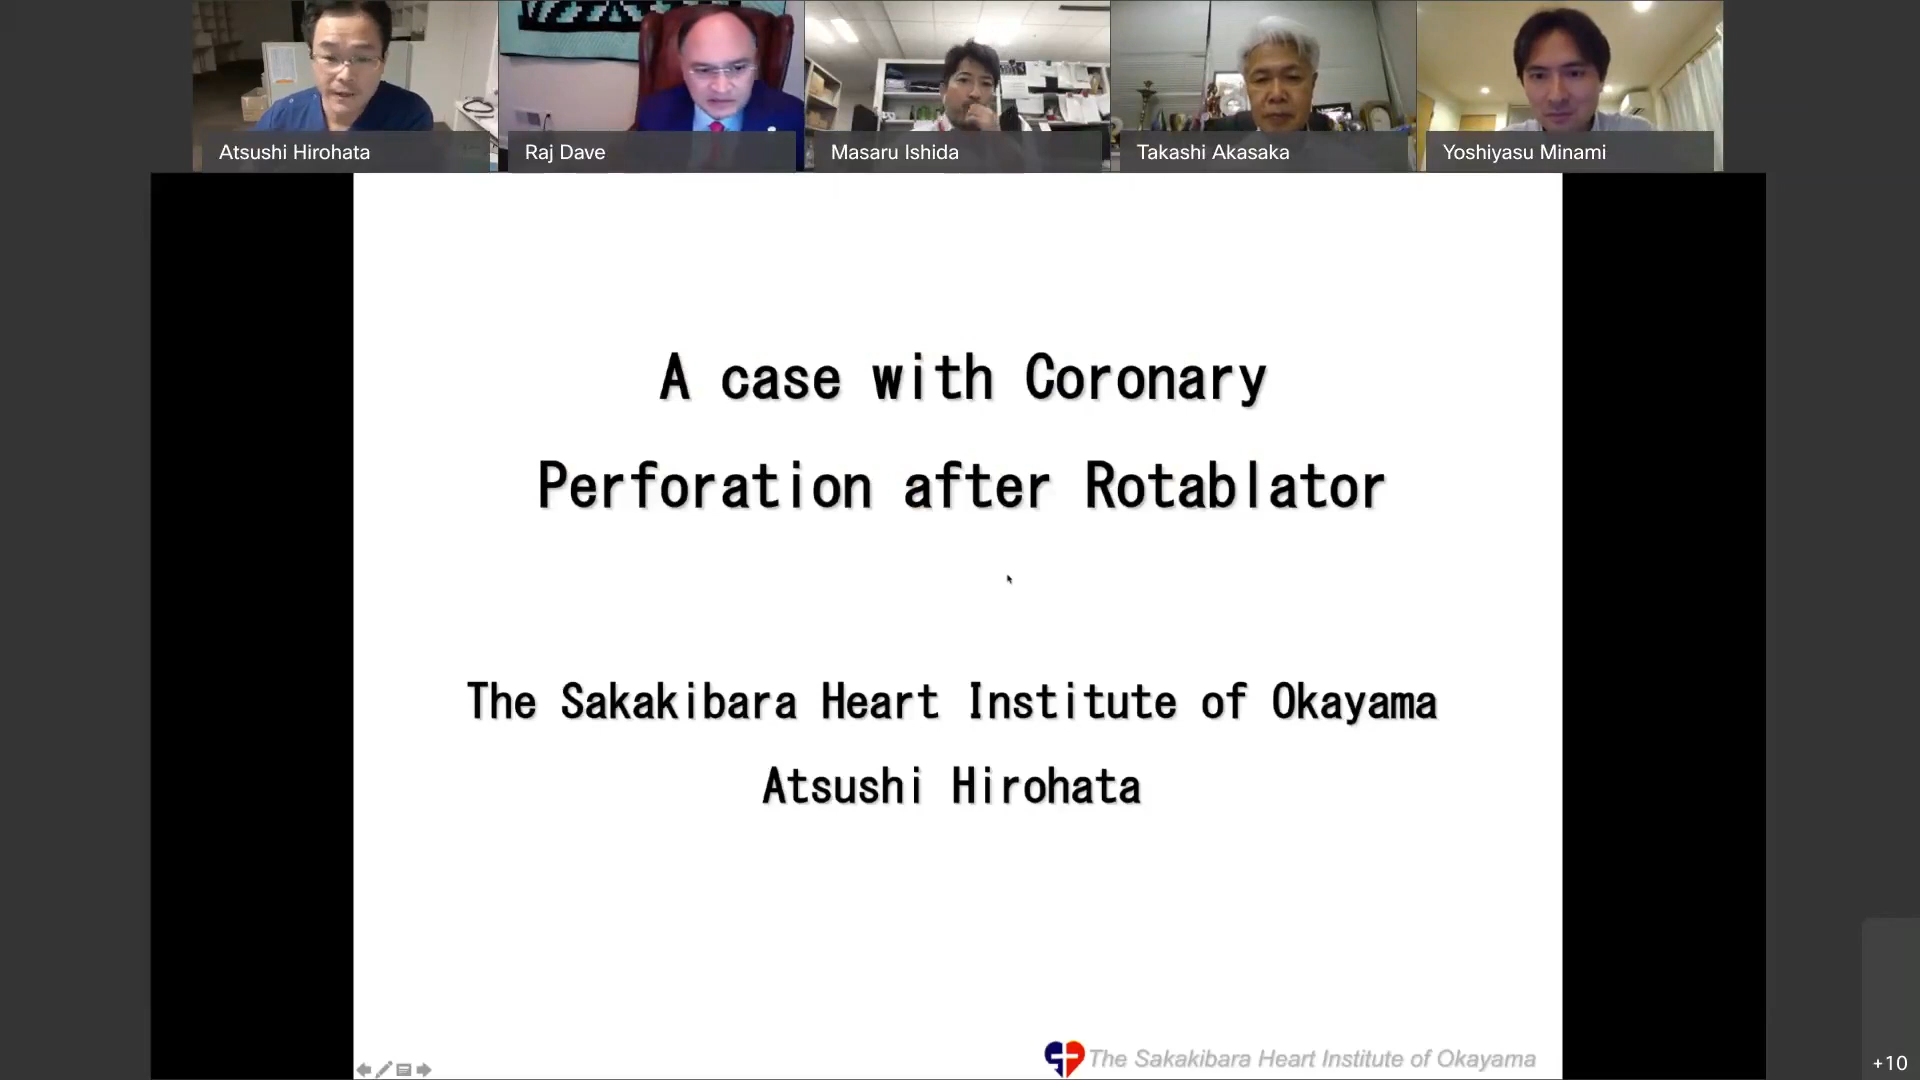 Atsushi Hirohata
Raj Dave
Masaru Ishida
Takashi Akasaka
Yoshiyasu Minami
A case with Coronary
Perforation after Rotablator
The Sakakibara Heart Institute of Okayama
Atsushi Hirohata
The Sakakibara Heart Institute of Okayama
+10